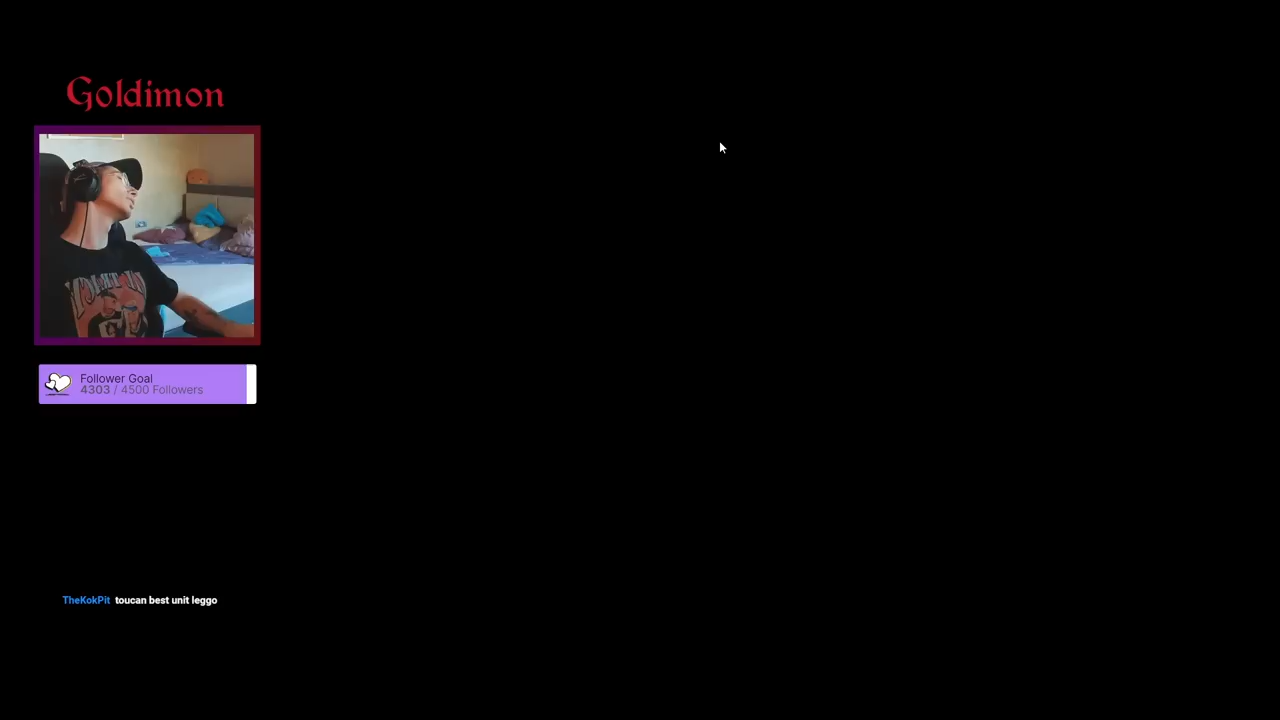 Goldimon
Follower Goal
4303 / 4500 Followers
TheKokPit toucan best unit leggo